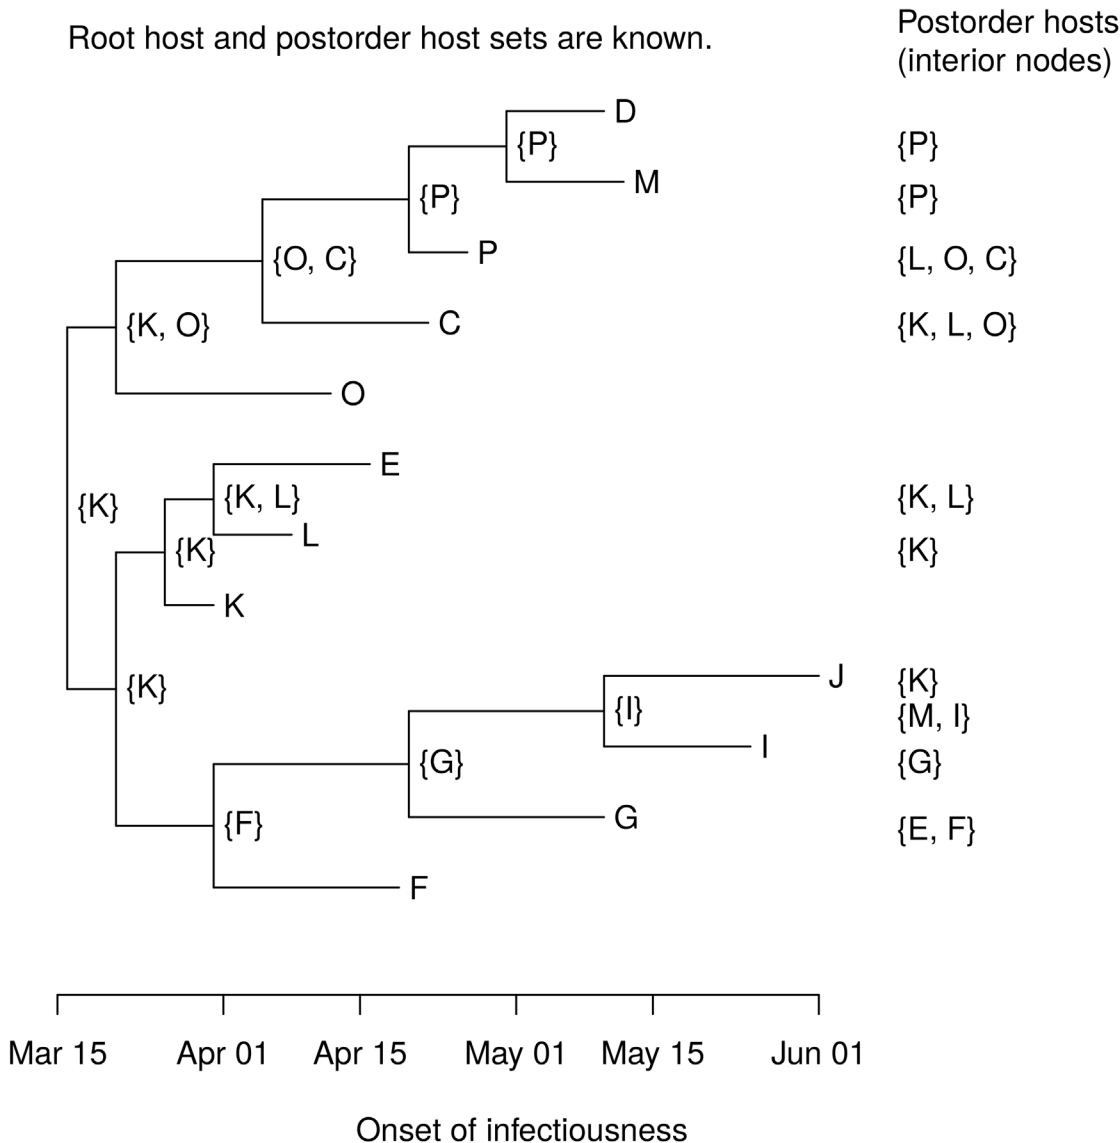 Root host and postorder host sets are known.
Postorder hosts
(interior nodes)
D
{P}
{P}
M
{P}
{P}
P
{O, C}
{L, O, C}
C
{K, O}
{K, L, O}
O
E
{K, L}
{K, L}
{K}
L
{K}
{K}
K
J
{K}
{K}
{I}
{M, I}
I
{G}
{G}
G
{F}
{E, F}
F
Mar 15
Apr 01
Apr 15
May 01
May 15
Jun 01
Onset of infectiousness